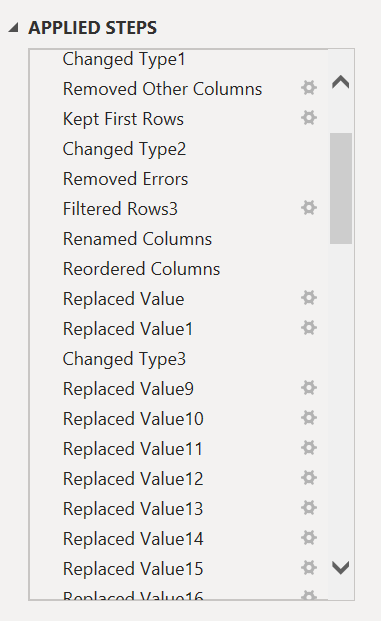 APPLIED STEPS
Changed Type1
Removed Other Columns
Kept First Rows
Changed Type2
Removed Errors
Filtered Rows3
Renamed Columns
Reordered Columns
Replaced Value
Replaced Value1
Changed Type3
Replaced Value9
Replaced Value10
Replaced Value11
Replaced Value12
Replaced Value13
Replaced Value14
Replaced Value15
Replaced Value16